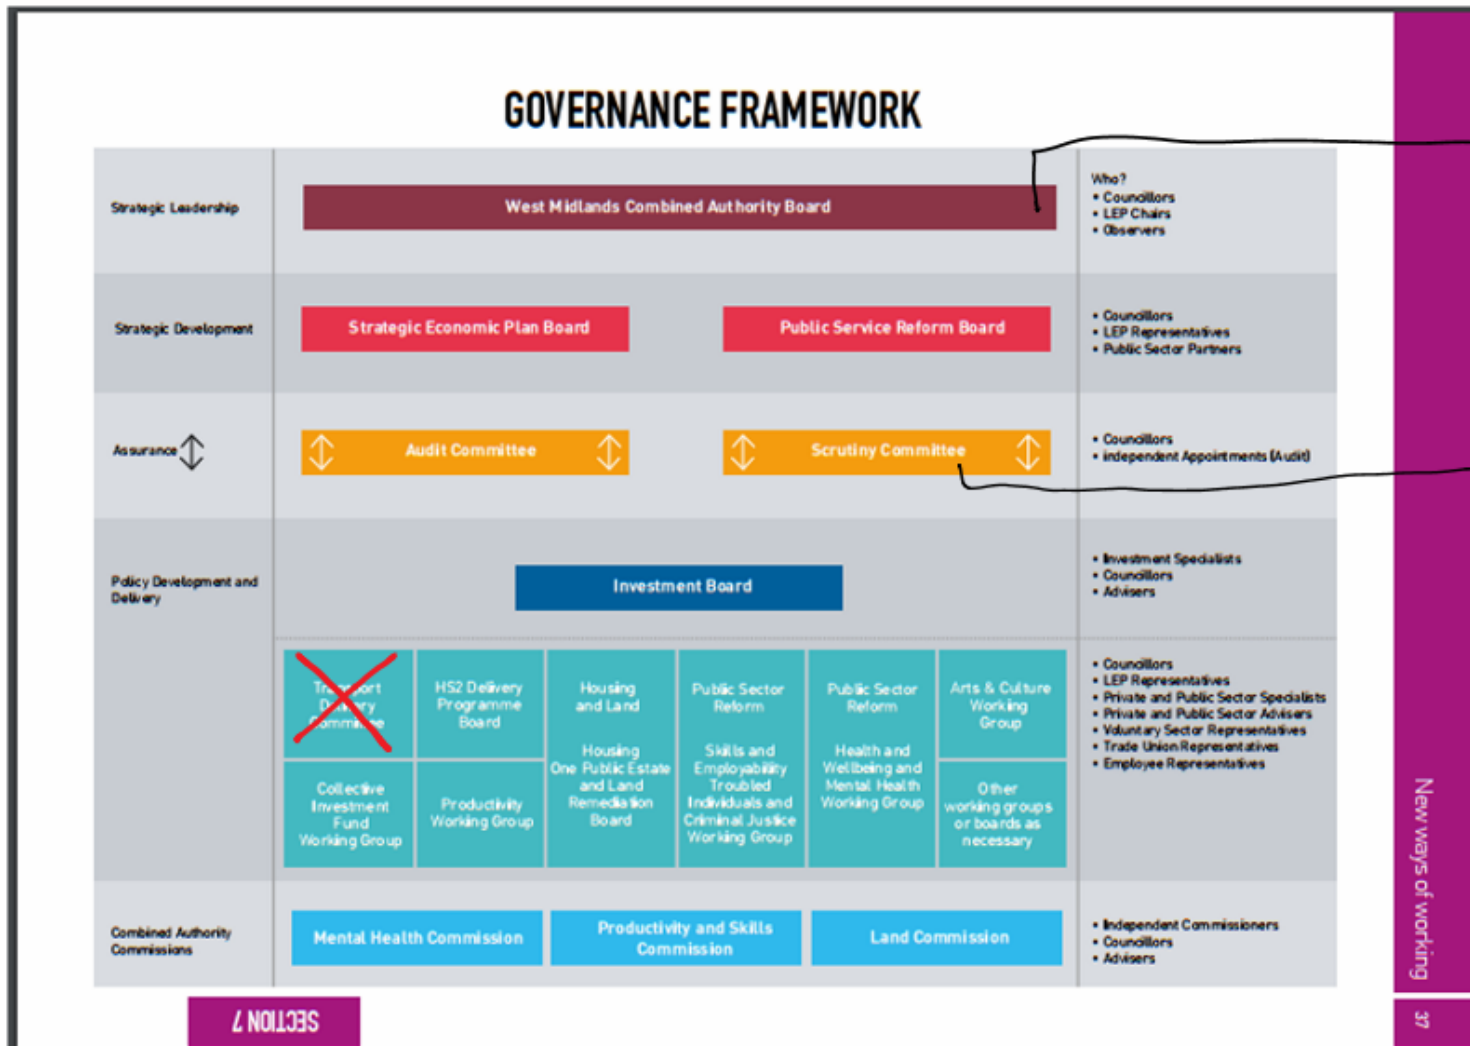 GOVERNANCE FRAMEWORK
Strategic Leadership
West Midlands Combined Authority Board
Who?
• Councillors
• LEP Chairs
• Observers
Strategic Development
Strategic Economic Plan Board
Public Service Reform Board
• Councillors
• LEP Representatives
• Public Sector Partners
Assurance
Audit Committee
Scrutiny Committee
• Councillors
• independent Appointments (Audit)
Policy Development and
Delivery
Investment Board
• Investment Specialists
• Councillors
• Advisers
Transport
Delivery
Committee
HS2 Delivery
Programme
Board
Housing
and Land
Housing
One Public Estate
and Land
Remediation
Board
Public Sector
Reform
Skills and
Employability
Troubled
Individuals and
Criminal Justice
Working Group
Public Sector
Reform
Health and
Wellbeing and
Mental Health
Working Group
Arts & Culture
Working
Group
Collective
Investment
Fund
Working Group
Productivity
Working Group
Other
working groups
or boards as
necessary
• Councillors
• LEP Representatives
• Private and Public Sector Specialists
• Private and Public Sector Advisers
• Voluntary Sector Representatives
• Trade Union Representatives
• Employee Representatives
Combined Authority
Commissions
Mental Health Commission
Productivity and Skills
Commission
Land Commission
• Independent Commissioners
• Councillors
• Advisers
SECTION 7
New ways of working
37